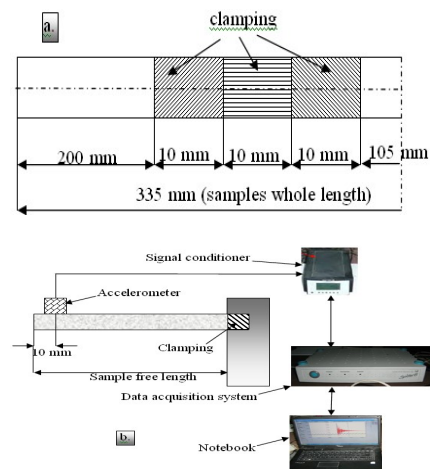 a.
clamping
200 mm
10 mm
10 mm
10 mm
105 mm
335 mm (samples whole length)
Signal conditioner
Accelerometer
Clamping
10 mm
Sample free length
Data acquisition system
b.
Notebook